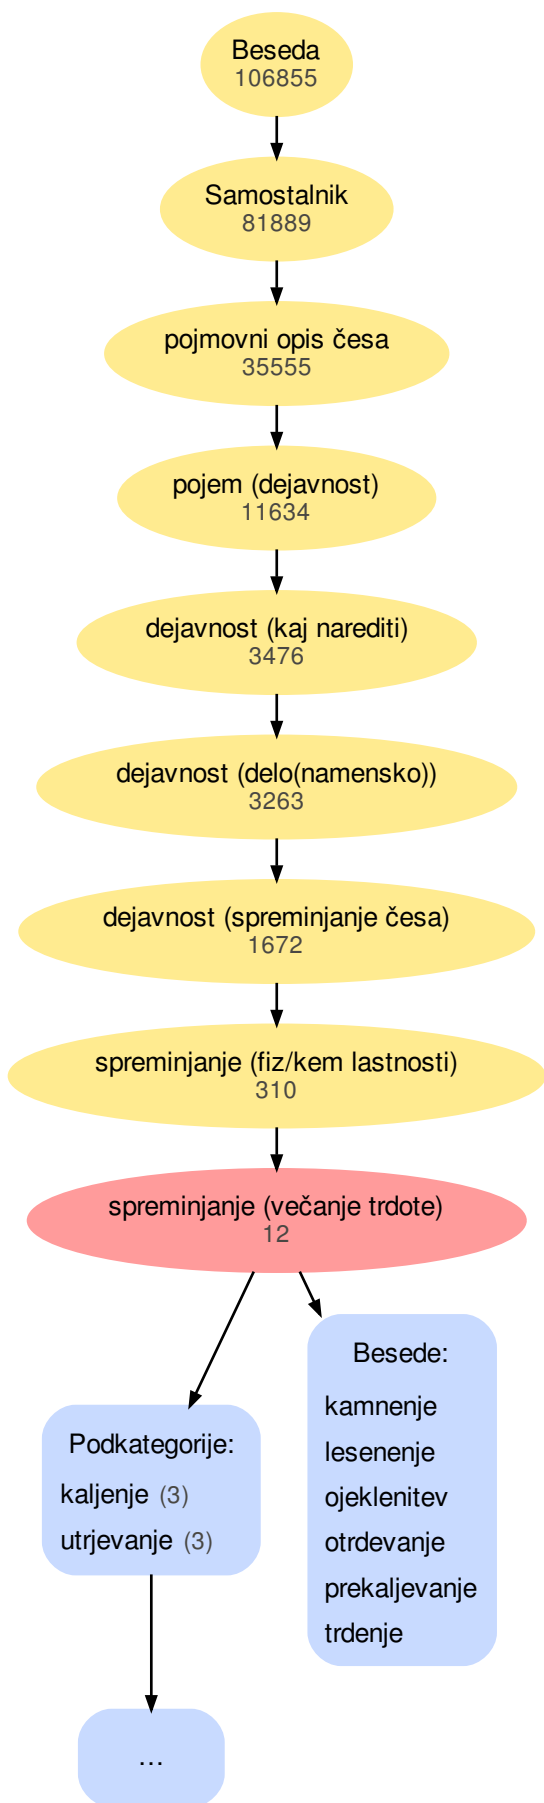 Beseda
106855
Samostalnik
81889
pojmovni opis česa
35555
pojem (dejavnost)
11634
dejavnost (kaj narediti)
3476
dejavnost (delo(namensko))
3263
dejavnost (spreminjanje česa)
1672
spreminjanje (fiz/kem lastnosti)
310
spreminjanje (večanje trdote)
12
Besede:
kamnenje
lesenenje
ojeklenitev
otrdevanje
prekaljevanje
trdenje
Podkategorije:
kaljenje (3)
utrjevanje (3)
...